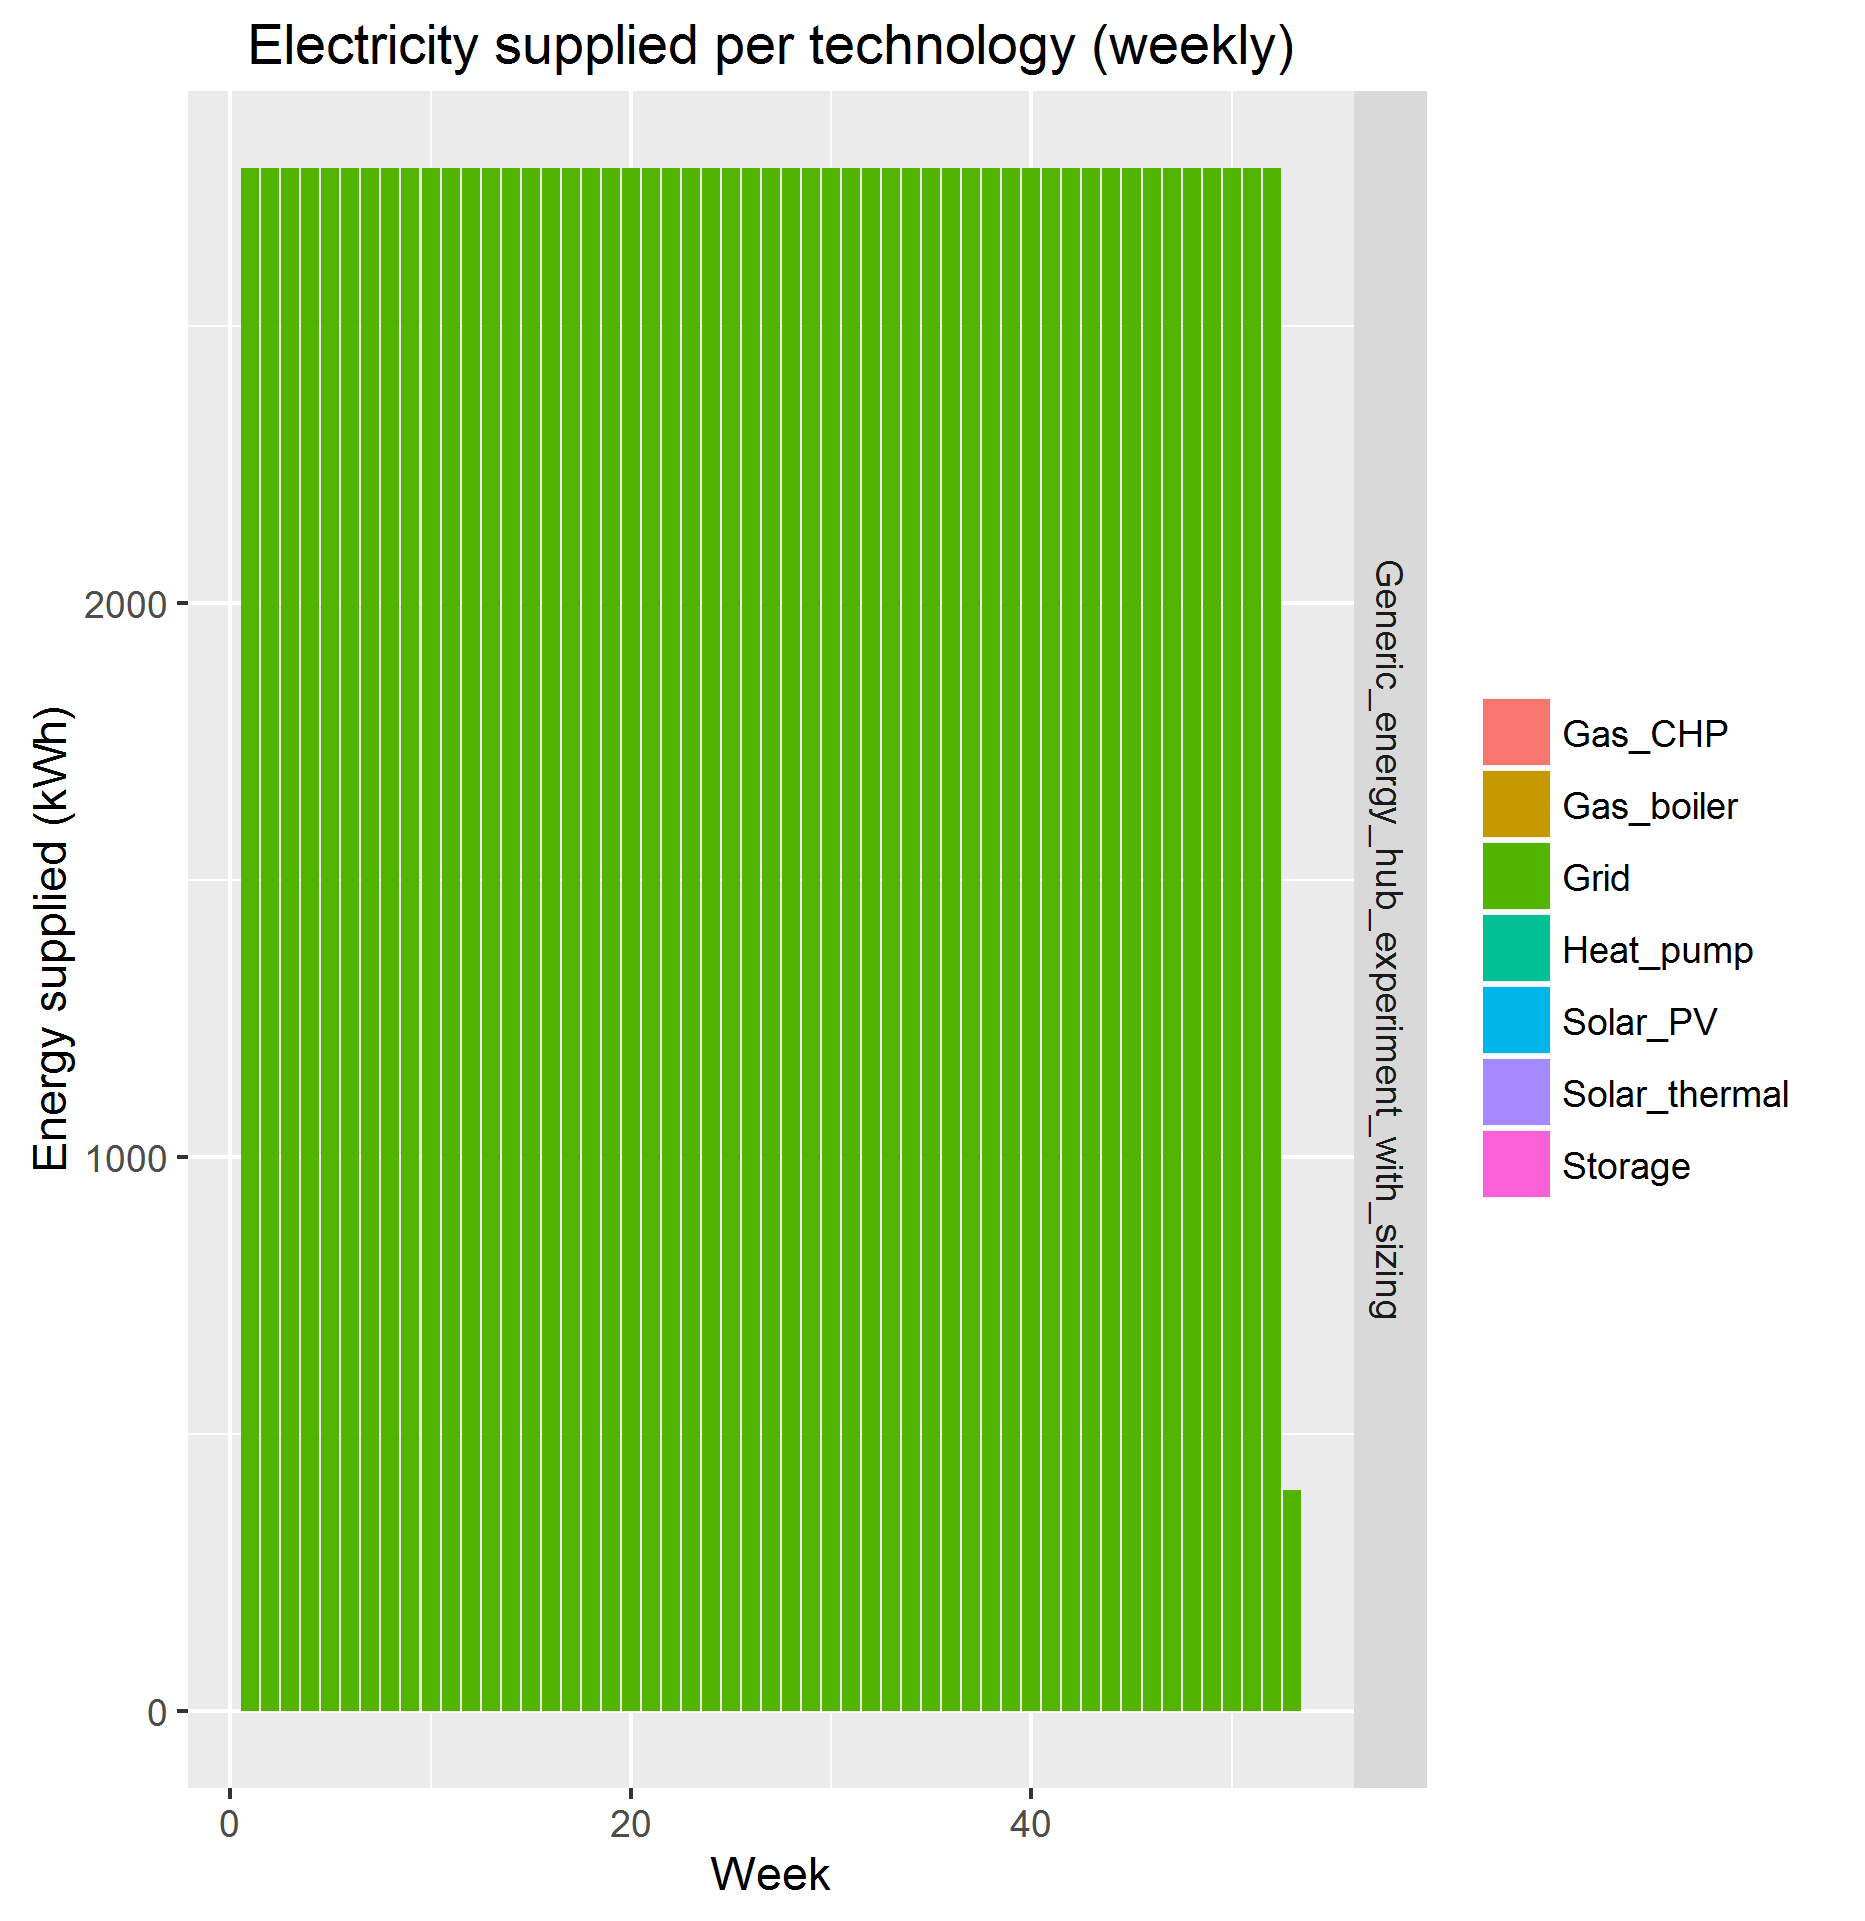 Electricity supplied per technology (weekly)
Energy supplied (kWh)
2000
1000
0
0
20
40
Week
Generic_energy_hub_experiment_with_sizing
Gas_CHP
Gas_boiler
Grid
Heat_pump
Solar_PV
Solar_thermal
Storage